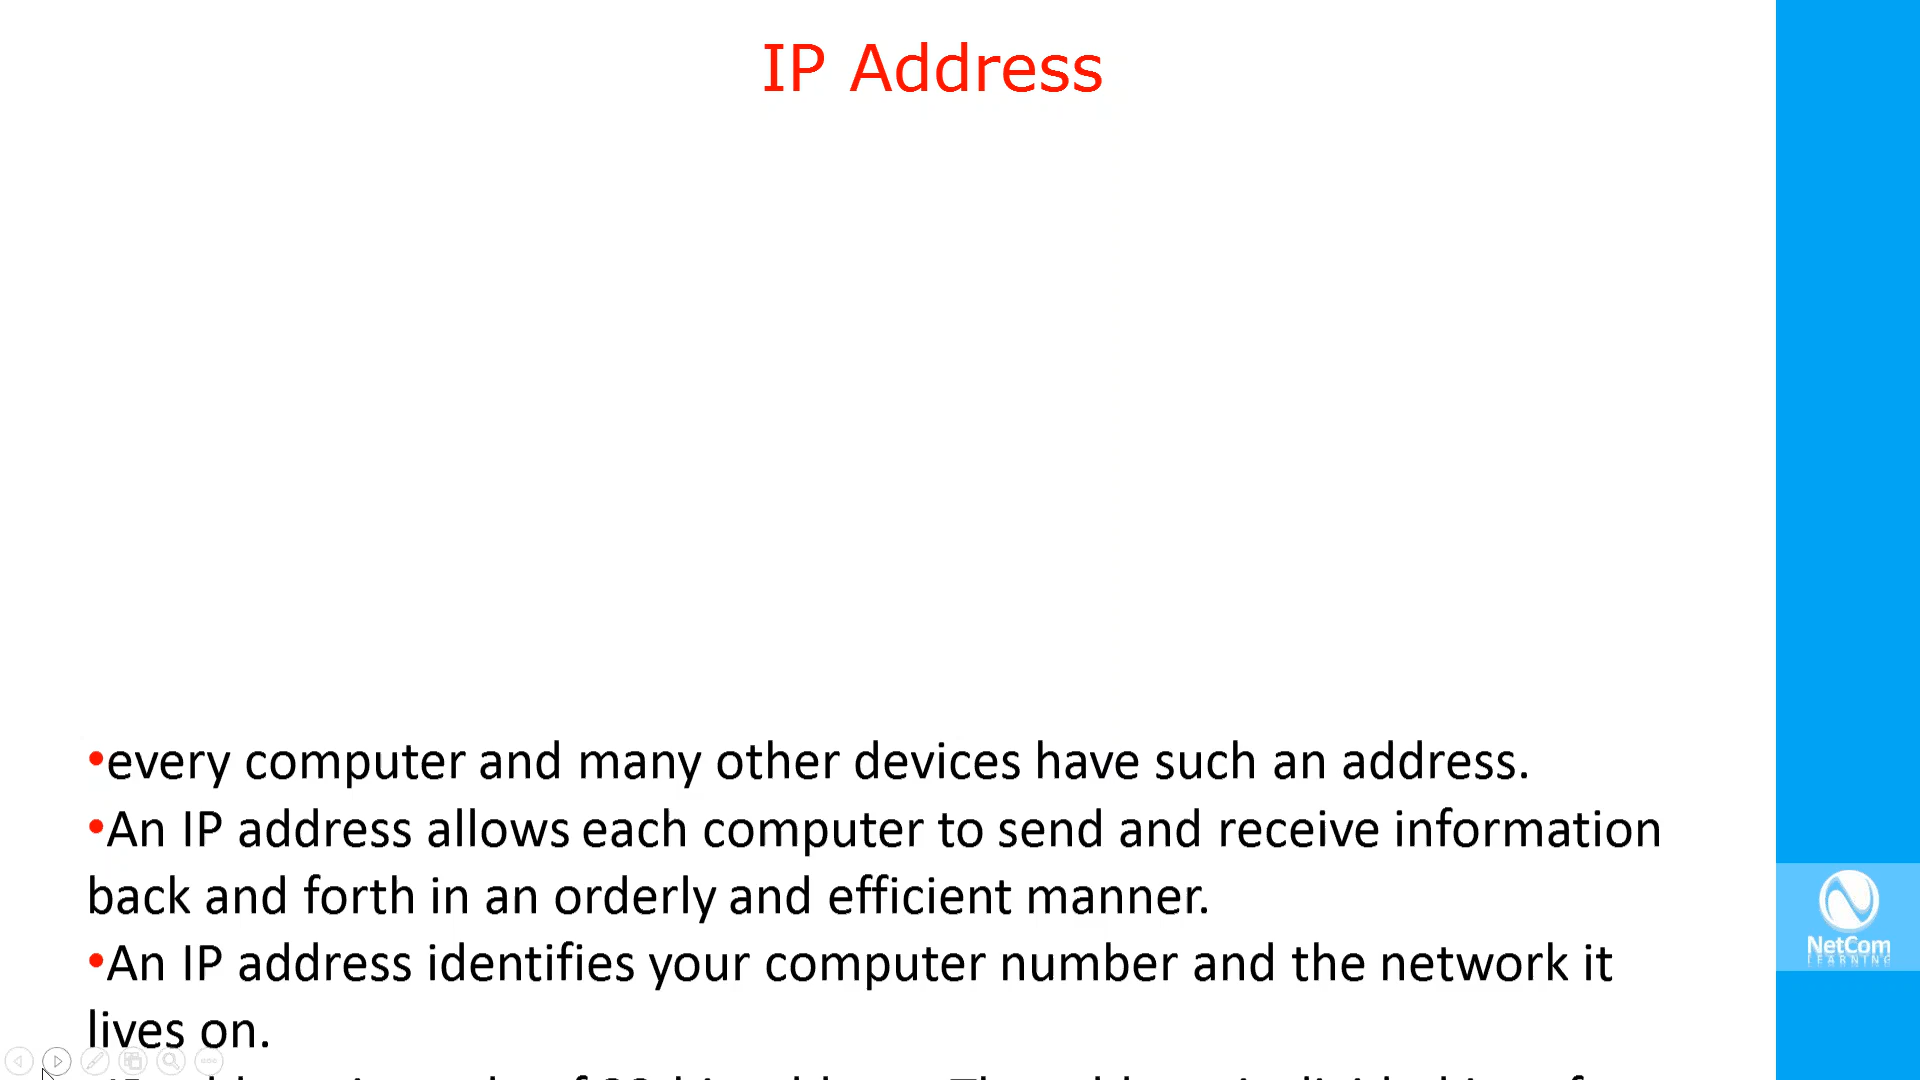 IP Address
•every computer and many other devices have such an address.
•An IP address allows each computer to send and receive information
back and forth in an orderly and efficient manner.
•An IP address identifies your computer number and the network it
lives on.
NetCom
LEARNING